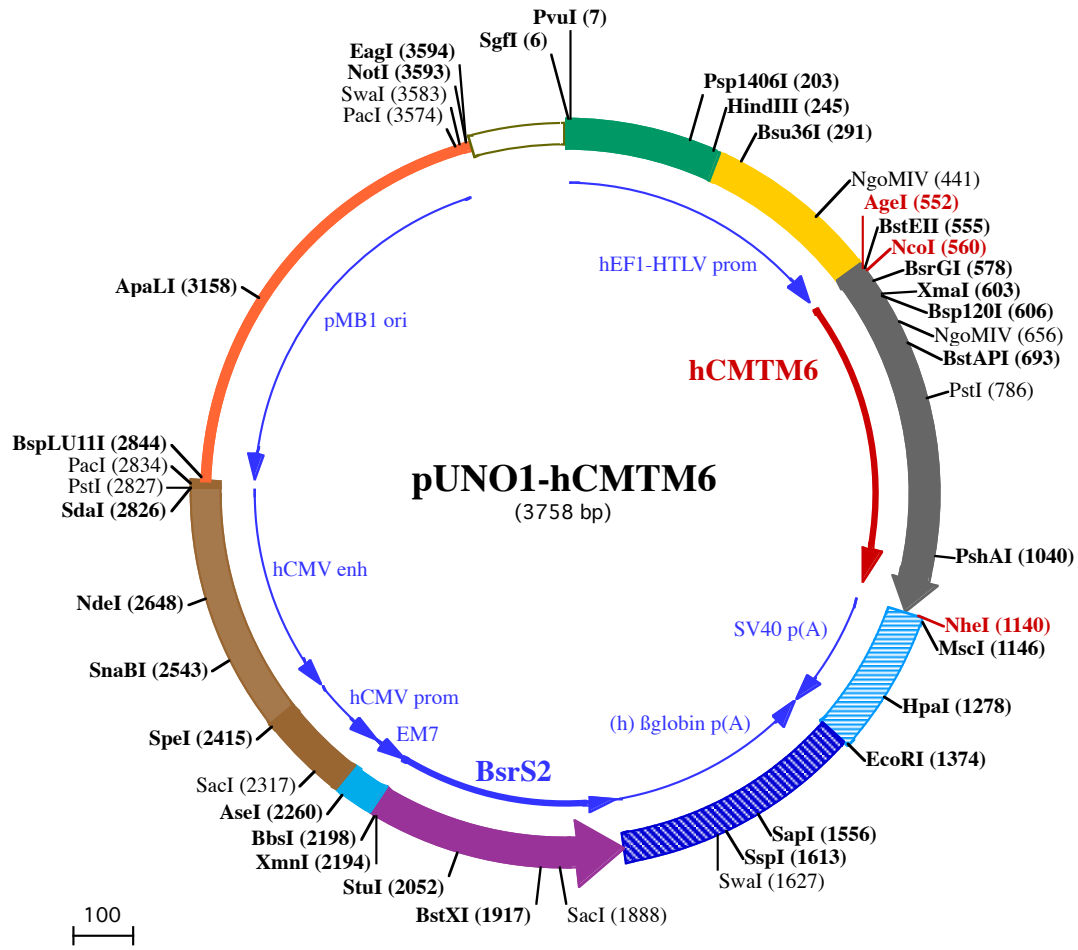 PvuI (7)
SgfI (6)
EagI (3594)
NotI (3593)
SwaI (3583)
PacI (3574)
Psp1406I (203)
HindIII (245)
Bsu36I (291)
NgoMIV (441)
AgeI (552)
BstEII (555)
NcoI (560)
BsrGI (578)
XmaI (603)
Bsp120I (606)
NgoMIV (656)
BstAPI (693)
PstI (786)
hEF1-HTLV prom
ApaLI (3158)
pMB1 ori
hCMTM6
BspLU11I (2844)
PacI (2834)
PstI (2827)
SdaI (2826)
pUNO1-hCMTM6
(3758 bp)
PshAI (1040)
hCMV enh
NdeI (2648)
SV40 p(A)
NheI (1140)
MscI (1146)
SnaBI (2543)
hCMV prom
HpaI (1278)
SpeI (2415)
EM7
(h) ßglobin p(A)
EcoRI (1374)
SacI (2317)
BsrS2
AseI (2260)
BbsI (2198)
XmnI (2194)
SapI (1556)
SspI (1613)
SwaI (1627)
StuI (2052)
BstXI (1917)
SacI (1888)
100